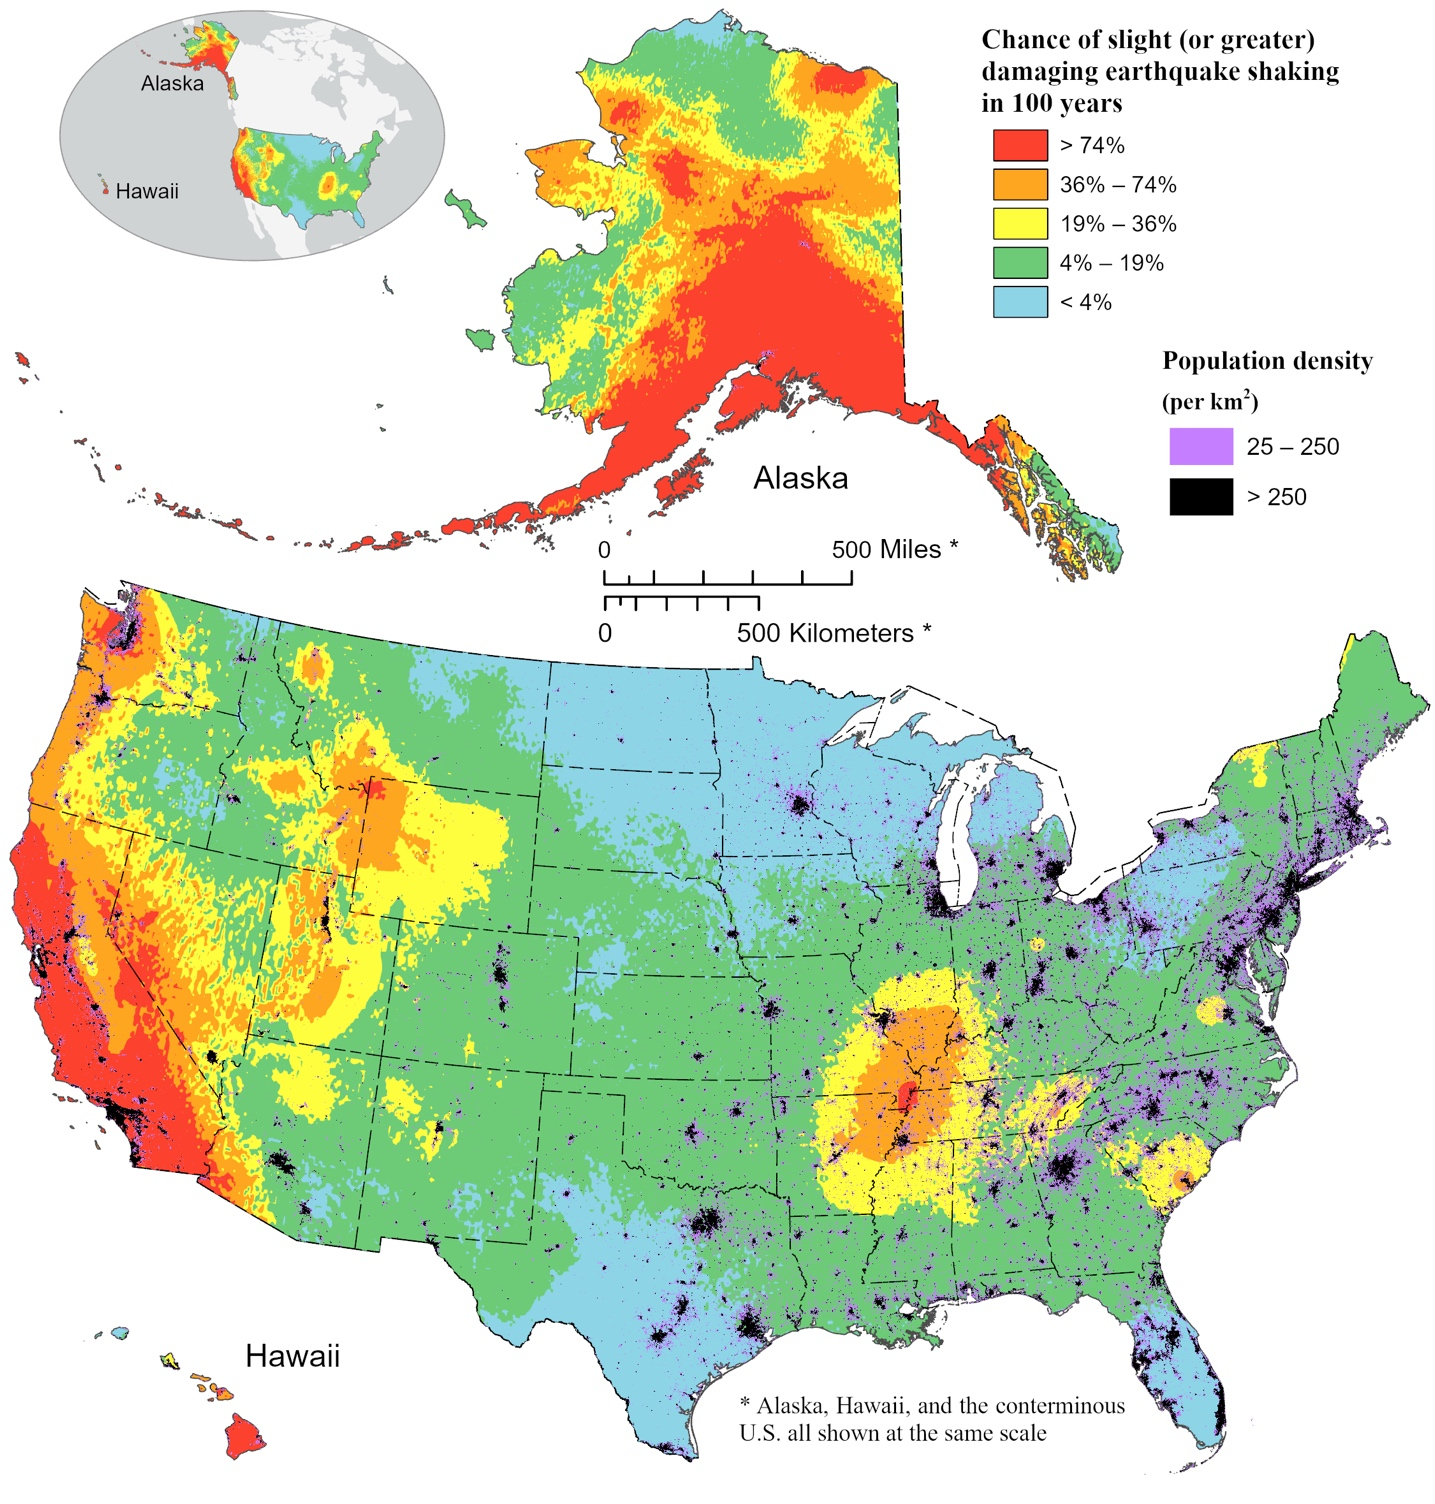 Alaska
Hawaii
Chance of slight (or greater)
damaging earthquake shaking
in 100 years
> 74%
36% – 74%
19% – 36%
4% – 19%
< 4%
Population density
(per km²)
25 – 250
> 250
Alaska
0 500 Miles *
0 500 Kilometers *
Hawaii
* Alaska, Hawaii, and the conterminous
U.S. all shown at the same scale